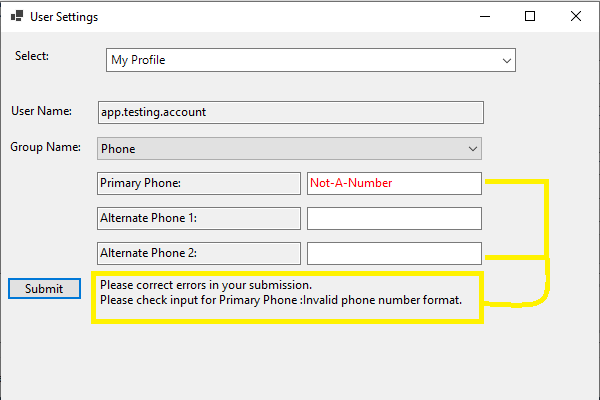 User Settings
Select: My Profile
User Name: app.testing.account
Group Name: Phone
Primary Phone: Not-A-Number
Alternate Phone 1:
Alternate Phone 2:
Submit
Please correct errors in your submission.
Please check input for Primary Phone :Invalid phone number format.